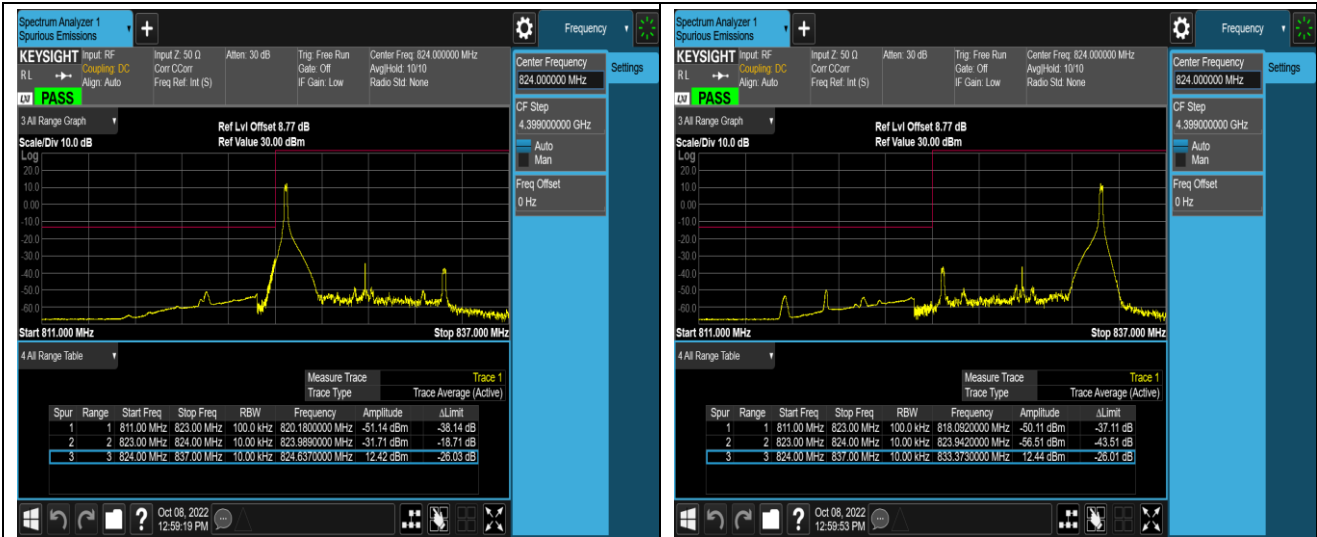 Spectrum Analyzer 1
Spurious Emissions
+
Frequency
KEYSIGHT
R L
LXI
PASS
Input: RF
Coupling: DC
Align: Auto
Input Z: 50 Ω
Corr CCorr
Freq Ref: Int (S)
Atten: 30 dB
Trig: Free Run
Gate: Off
IF Gain: Low
Center Freq: 824.000000 MHz
Avg|Hold: 10/10
Radio Std: None
Center Frequency
824.000000 MHz
Settings
CF Step
4.399000000 GHz
Auto
Man
Freq Offset
0 Hz
3 All Range Graph
Ref Lvl Offset 8.77 dB
Scale/Div 10.0 dB
Ref Value 30.00 dBm
Log
20.0
10.0
0.00
-10.0
-20.0
-30.0
-40.0
-50.0
-60.0
Start 811.000 MHz
Stop 837.000 MHz
4 All Range Table
Measure Trace Trace 1
Trace Type Trace Average (Active)
Spur Range Start Freq Stop Freq RBW Frequency Amplitude ΔLimit
1 1 811.00 MHz 823.00 MHz 100.0 kHz 820.1800000 MHz -51.14 dBm -38.14 dB
2 2 823.00 MHz 824.00 MHz 10.00 kHz 823.9890000 MHz -31.71 dBm -18.71 dB
3 3 824.00 MHz 837.00 MHz 10.00 kHz 824.6370000 MHz 12.42 dBm -26.03 dB
?
Oct 08, 2022
12:59:19 PM
Spectrum Analyzer 1
Spurious Emissions
+
Frequency
KEYSIGHT
R L
LXI
PASS
Input: RF
Coupling: DC
Align: Auto
Input Z: 50 Ω
Corr CCorr
Freq Ref: Int (S)
Atten: 30 dB
Trig: Free Run
Gate: Off
IF Gain: Low
Center Freq: 824.000000 MHz
Avg|Hold: 10/10
Radio Std: None
Center Frequency
824.000000 MHz
Settings
CF Step
4.399000000 GHz
Auto
Man
Freq Offset
0 Hz
3 All Range Graph
Ref Lvl Offset 8.77 dB
Scale/Div 10.0 dB
Ref Value 30.00 dBm
Log
20.0
10.0
0.00
-10.0
-20.0
-30.0
-40.0
-50.0
-60.0
Start 811.000 MHz
Stop 837.000 MHz
4 All Range Table
Measure Trace Trace 1
Trace Type Trace Average (Active)
Spur Range Start Freq Stop Freq RBW Frequency Amplitude ΔLimit
1 1 811.00 MHz 823.00 MHz 100.0 kHz 818.0920000 MHz -50.11 dBm -37.11 dB
2 2 823.00 MHz 824.00 MHz 10.00 kHz 823.9420000 MHz -56.51 dBm -43.51 dB
3 3 824.00 MHz 837.00 MHz 10.00 kHz 833.3730000 MHz 12.44 dBm -26.01 dB
?
Oct 08, 2022
12:59:53 PM